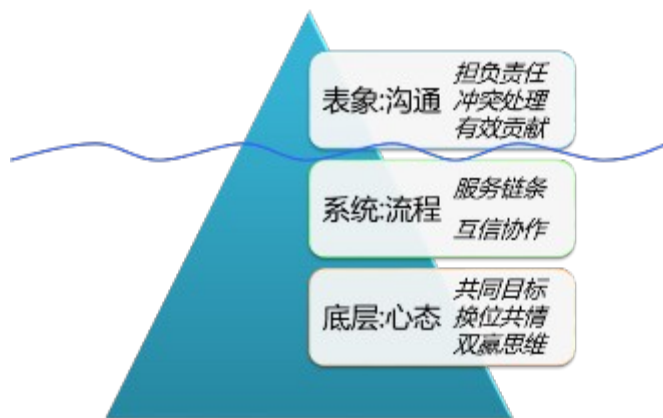 表象:沟通
担负责任
冲突处理
有效贡献
系统:流程
服务链条
互信协作
底层:心态
共同目标
换位共情
双赢思维